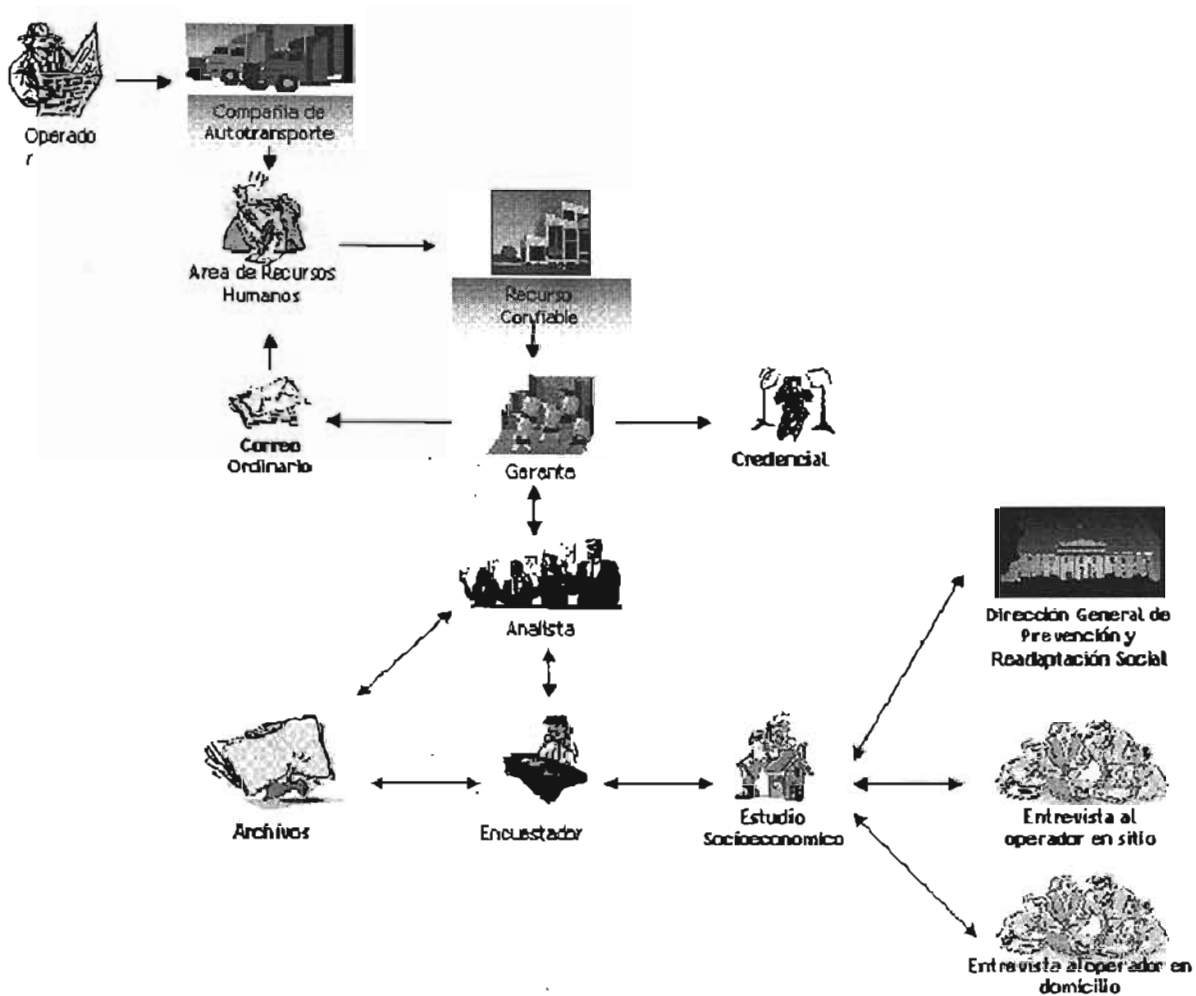 Operado
r
Compañia de
Autotransporte
Area de Recursos
Humanos
Recurso
Confiable
Correo
Ordinario
Gerente
Credencial
Analista
Dirección General de
Prevención y
Readaptación Social
Archivos
Encuestador
Estudio
Socioeconomico
Entrevista al
operador en sitio
Entrevista al operador en
domicilio